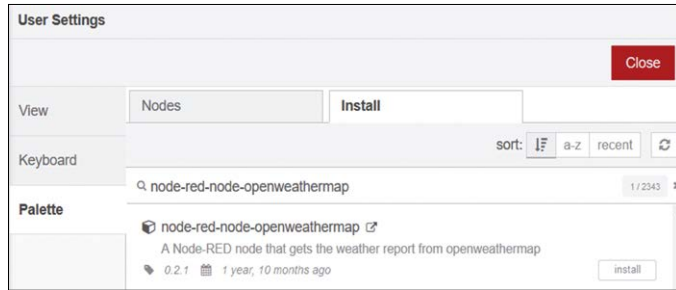 User Settings
Close
View
Nodes
Install
sort: a-z recent
Keyboard
node-red-node-openweathermap
1 / 2343
Palette
node-red-node-openweathermap
A Node-RED node that gets the weather report from openweathermap
0.2.1 1 year, 10 months ago
install